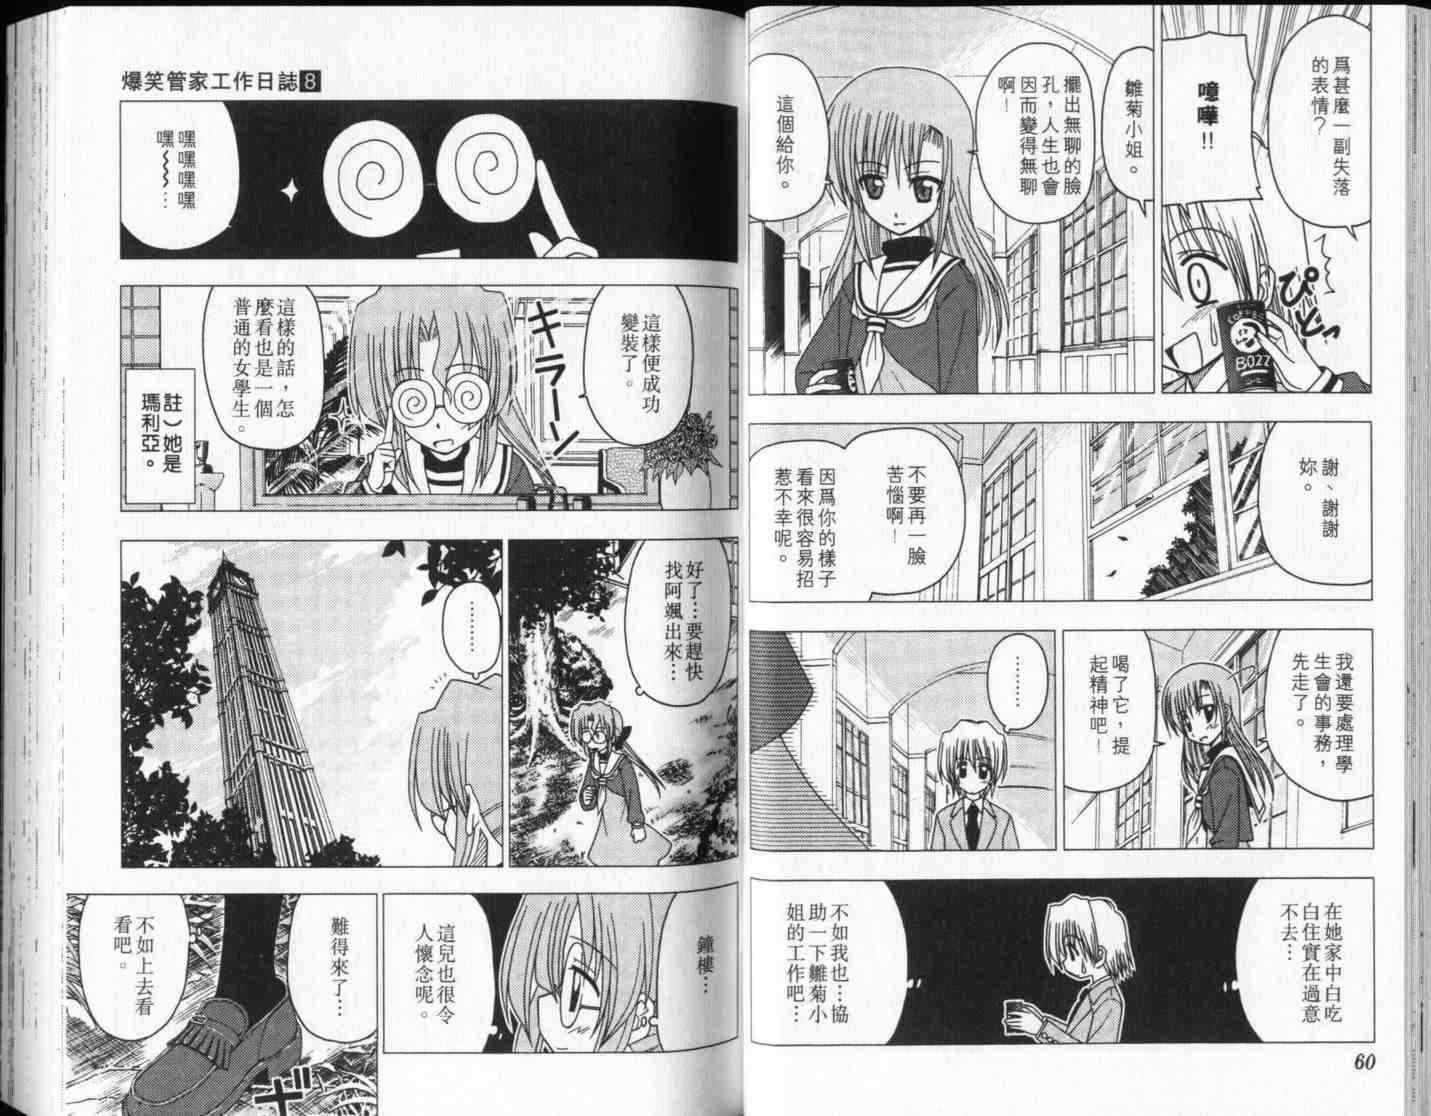 爲甚麼一副失落
的表情？
噫嘩!!
ぴとっ
COFFEE
BOZZ
雛菊小姐。
擺出無聊的臉
孔，人生也會
因而變得無聊
啊！
這個給你。
謝、謝謝
妳。
不要再一臉
苦惱啊！
因爲你的樣子
看來很容易招
惹不幸呢。
我還要處理學
生會的事務，
先走了。
喝了它，提
起精神吧！
………
在她家中白吃
白住實在過意
不去…
不如我也…協
助一下雛菊小
姐的工作吧…
60
爆笑管家工作日誌8
嘿嘿嘿嘿
嘿～～…
這樣便成功
變裝了。
キラーン
這樣的話，怎
麼看也是一個
普通的女學生。
註）她是
瑪利亞。
好了…要趕快
找阿颯出來…
………
鐘樓…
這兒也很令
人懷念呢。
難得來了…
不如上去看
看吧。
ザ